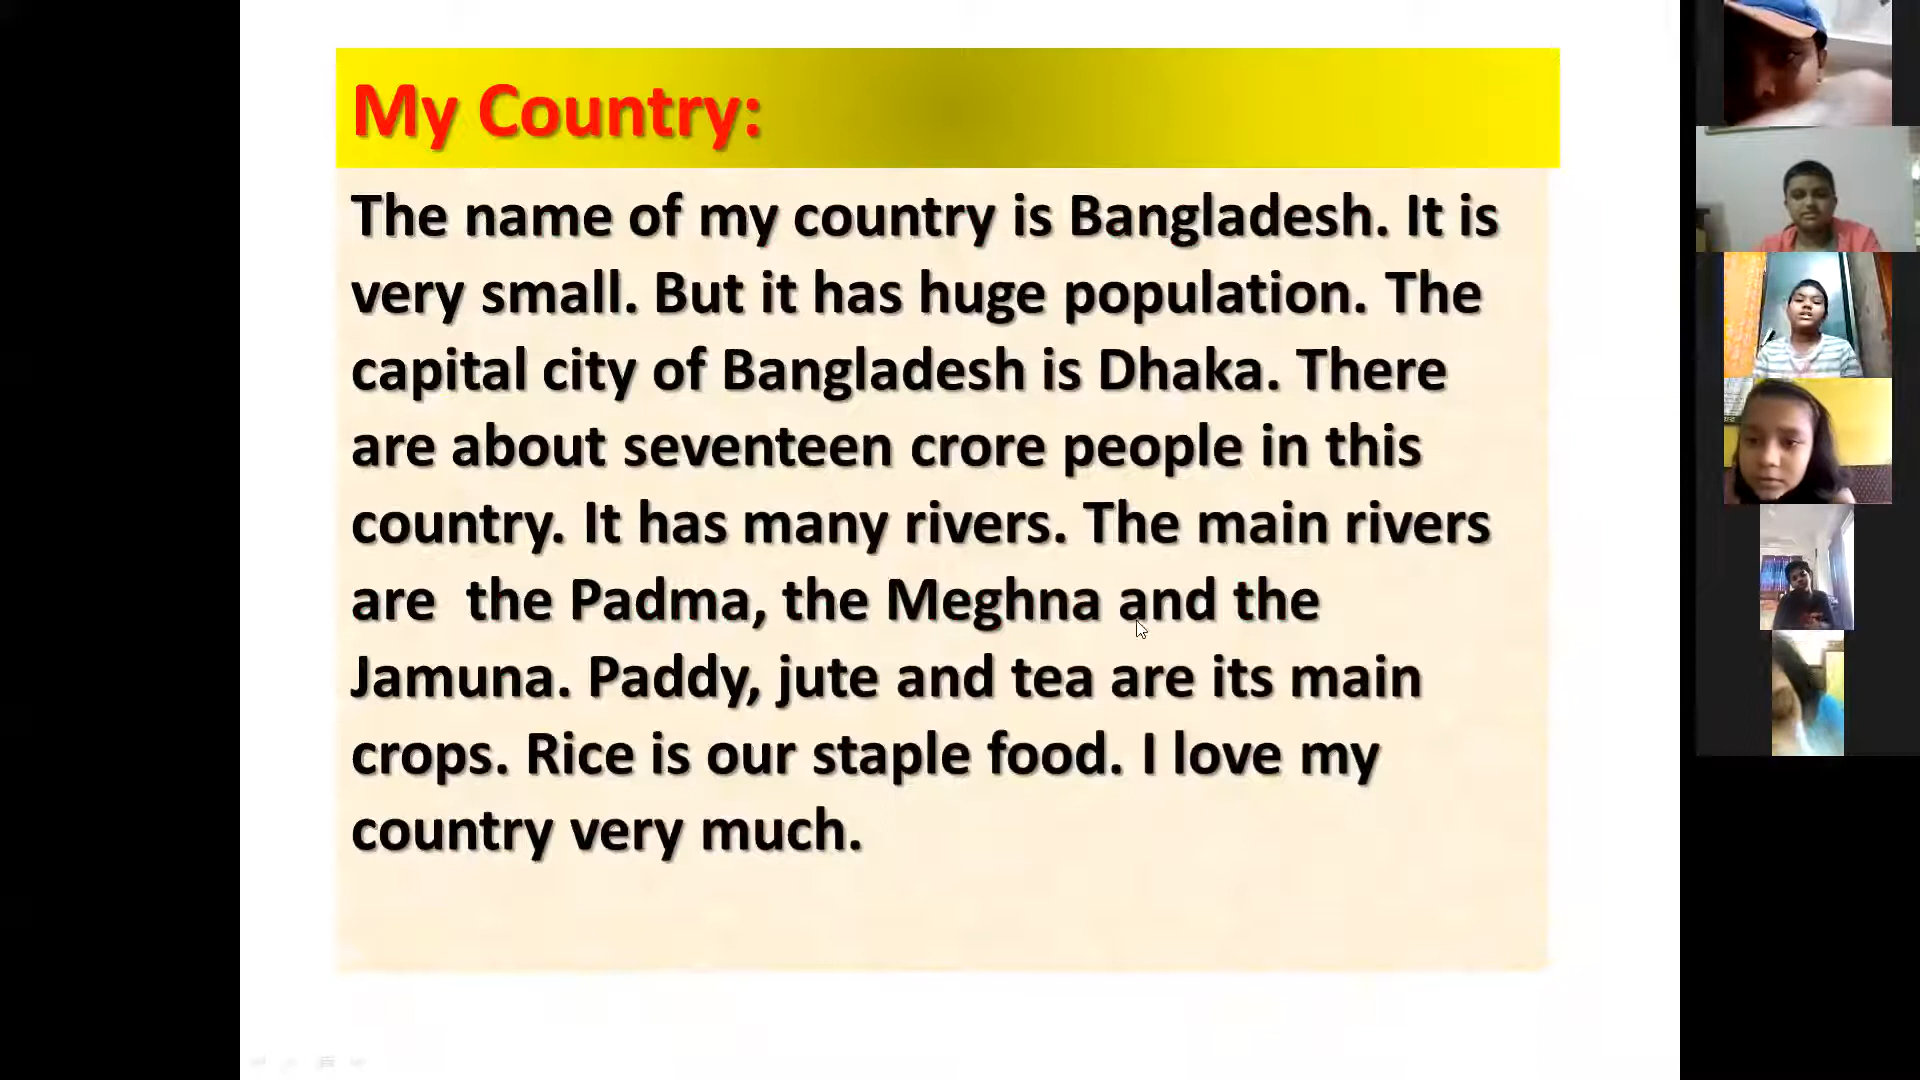 My Country:
The name of my country is Bangladesh. It is
very small. But it has huge population. The
capital city of Bangladesh is Dhaka. There
are about seventeen crore people in this
country. It has many rivers. The main rivers
are  the Padma, the Meghna and the
Jamuna. Paddy, jute and tea are its main
crops. Rice is our staple food. I love my
country very much.